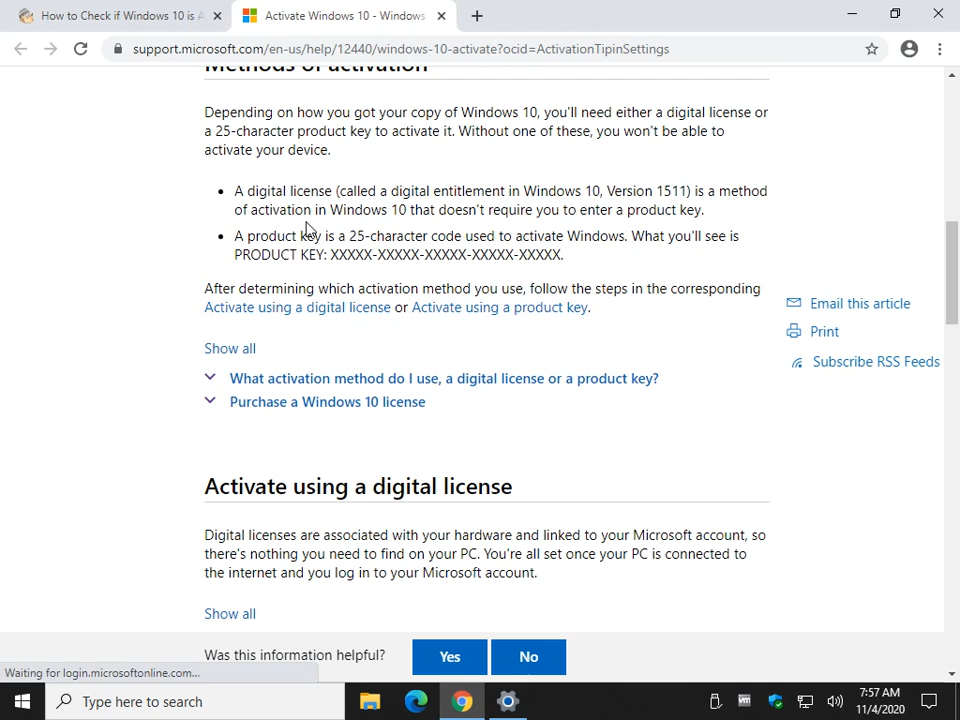 How to Check if Windows 10 is A
Activate Windows 10 - Windows
support.microsoft.com/en-us/help/12440/windows-10-activate?ocid=ActivationTipinSettings
Methods of activation
Depending on how you got your copy of Windows 10, you'll need either a digital license or
a 25-character product key to activate it. Without one of these, you won't be able to
activate your device.
• A digital license (called a digital entitlement in Windows 10, Version 1511) is a method
of activation in Windows 10 that doesn't require you to enter a product key.
• A product key is a 25-character code used to activate Windows. What you'll see is
PRODUCT KEY: XXXXX-XXXXX-XXXXX-XXXXX-XXXXX.
After determining which activation method you use, follow the steps in the corresponding
Activate using a digital license or Activate using a product key.
Email this article
Print
Subscribe RSS Feeds
Show all
What activation method do I use, a digital license or a product key?
Purchase a Windows 10 license
Activate using a digital license
Digital licenses are associated with your hardware and linked to your Microsoft account, so
there's nothing you need to find on your PC. You're all set once your PC is connected to
the internet and you log in to your Microsoft account.
Show all
Was this information helpful?
Yes
No
Waiting for login.microsoftonline.com...
Type here to search
vm
7:57 AM
11/4/2020